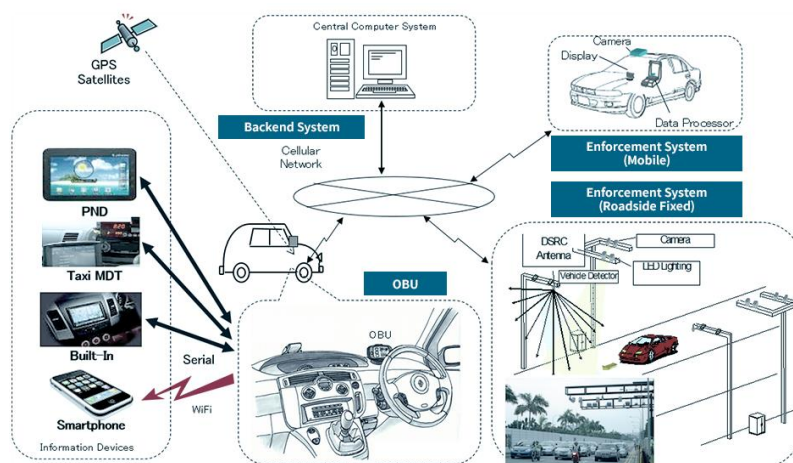 GPS
Satellites
Central Computer System
Backend System
Cellular
Network
Camera
Display
Data Processor
Enforcement System
(Mobile)
Enforcement System
(Roadside Fixed)
PND
Taxi MDT
Built-In
Smartphone
Information Devices
Serial
WiFi
OBU
OBU
DSRC
Antenna
Camera
LED Lighting
Vehicle Detector